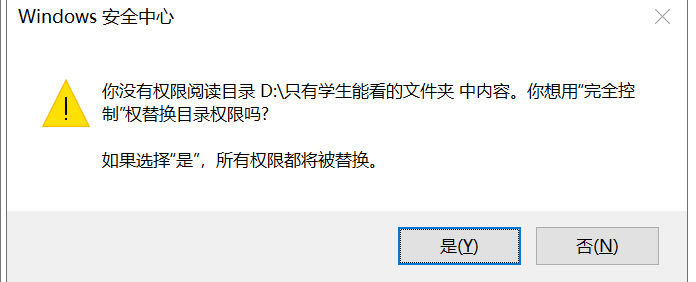 Windows 安全中心
你没有权限阅读目录 D:\只有学生能看的文件夹 中内容。你想用“完全控
制”权替换目录权限吗?
如果选择“是”，所有权限都将被替换。
是(Y)
否(N)